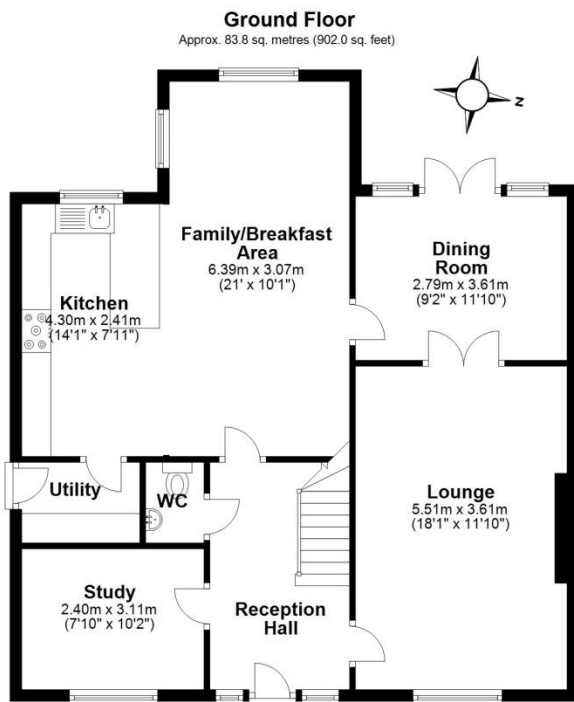 Ground Floor
Approx. 83.8 sq. metres (902.0 sq. feet)
Z
Family/Breakfast
Area
6.39m x 3.07m
(21' x 10'1")
Dining
Room
2.79m x 3.61m
(9'2" x 11'10")
Kitchen
4.30m x 2.41m
(14'1" x 7'11")
Utility
WC
Lounge
5.51m x 3.61m
(18'1" x 11'10")
Study
2.40m x 3.11m
(7'10" x 10'2")
Reception
Hall